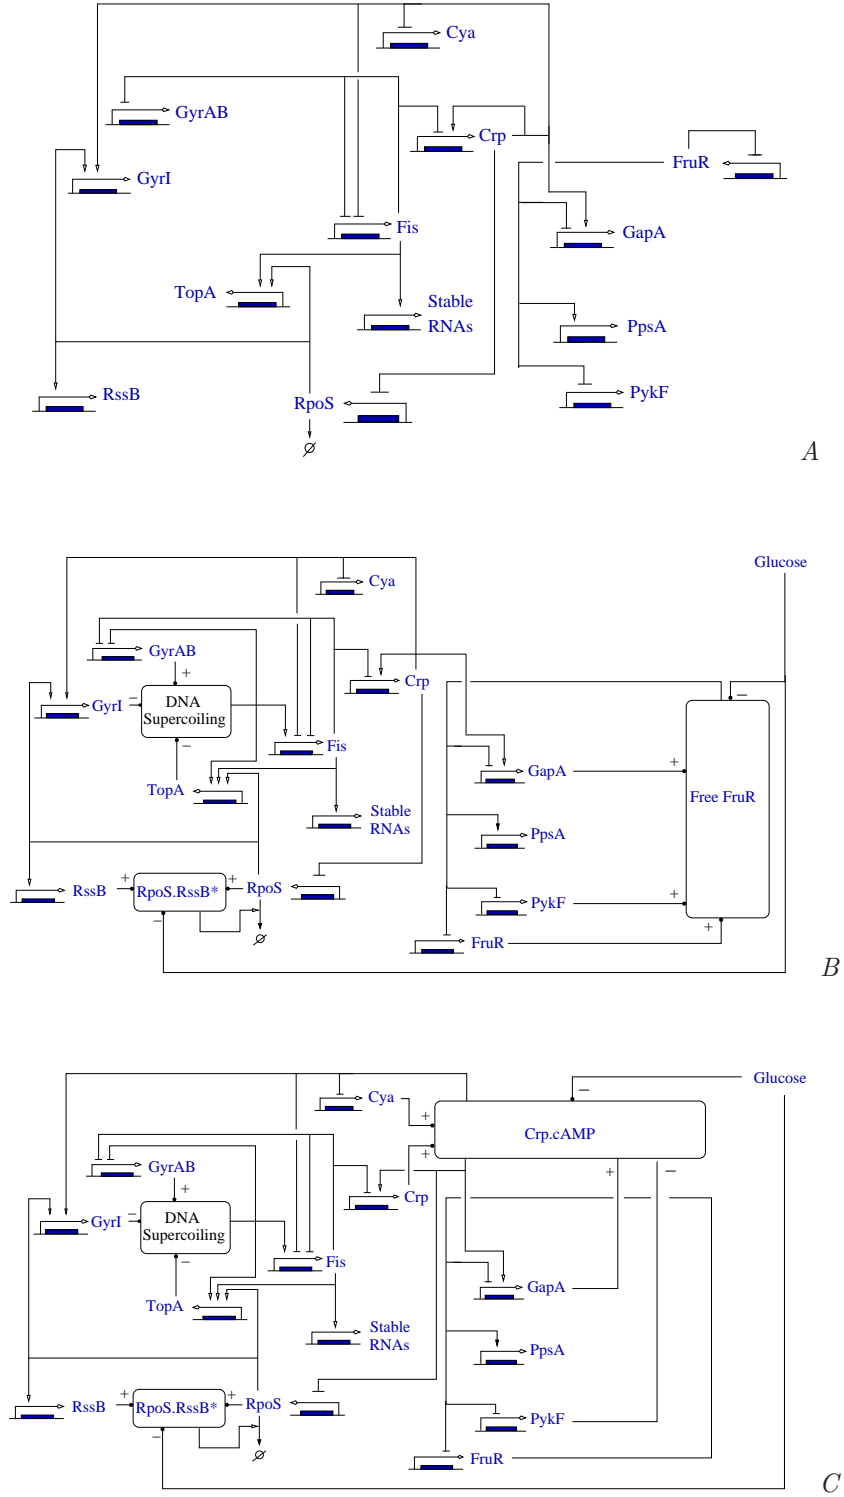 Cya
GyrAB
Crp
FruR
GyrI
Fis
GapA
TopA
Stable
RNAs
PpsA
RssB
RpoS
PykF
A
Glucose
Cya
GyrAB
+
Crp
DNA
Supercoiling
GyrI
−
−
Fis
−
GapA
+
TopA
Free FruR
Stable
RNAs
PpsA
+
+
RssB
RpoS.RssB*
RpoS
+
PykF
−
+
FruR
B
Glucose
−
Cya
+
Crp.cAMP
+
GyrAB
+
−
+
Crp
DNA
Supercoiling
GyrI
−
−
Fis
GapA
TopA
Stable
RNAs
PpsA
+
+
RssB
RpoS.RssB*
RpoS
PykF
−
FruR
C